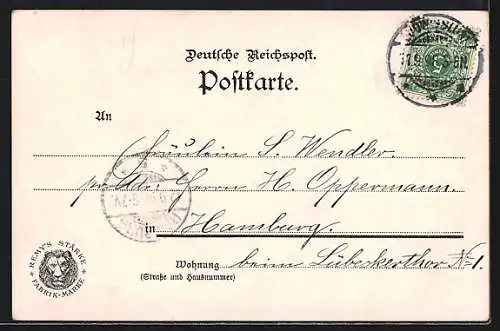 Deutsche Reichspost.
Postkarte.
An
Fräulein S. Wendler.
pr. Adr. Herrn H. Oppermann.
in Hamburg.
Wohnung beim Lübeckerthor No 1.
(Straße und Hausnummer)
REMY'S STÄRKE
FABRIK-MARKE